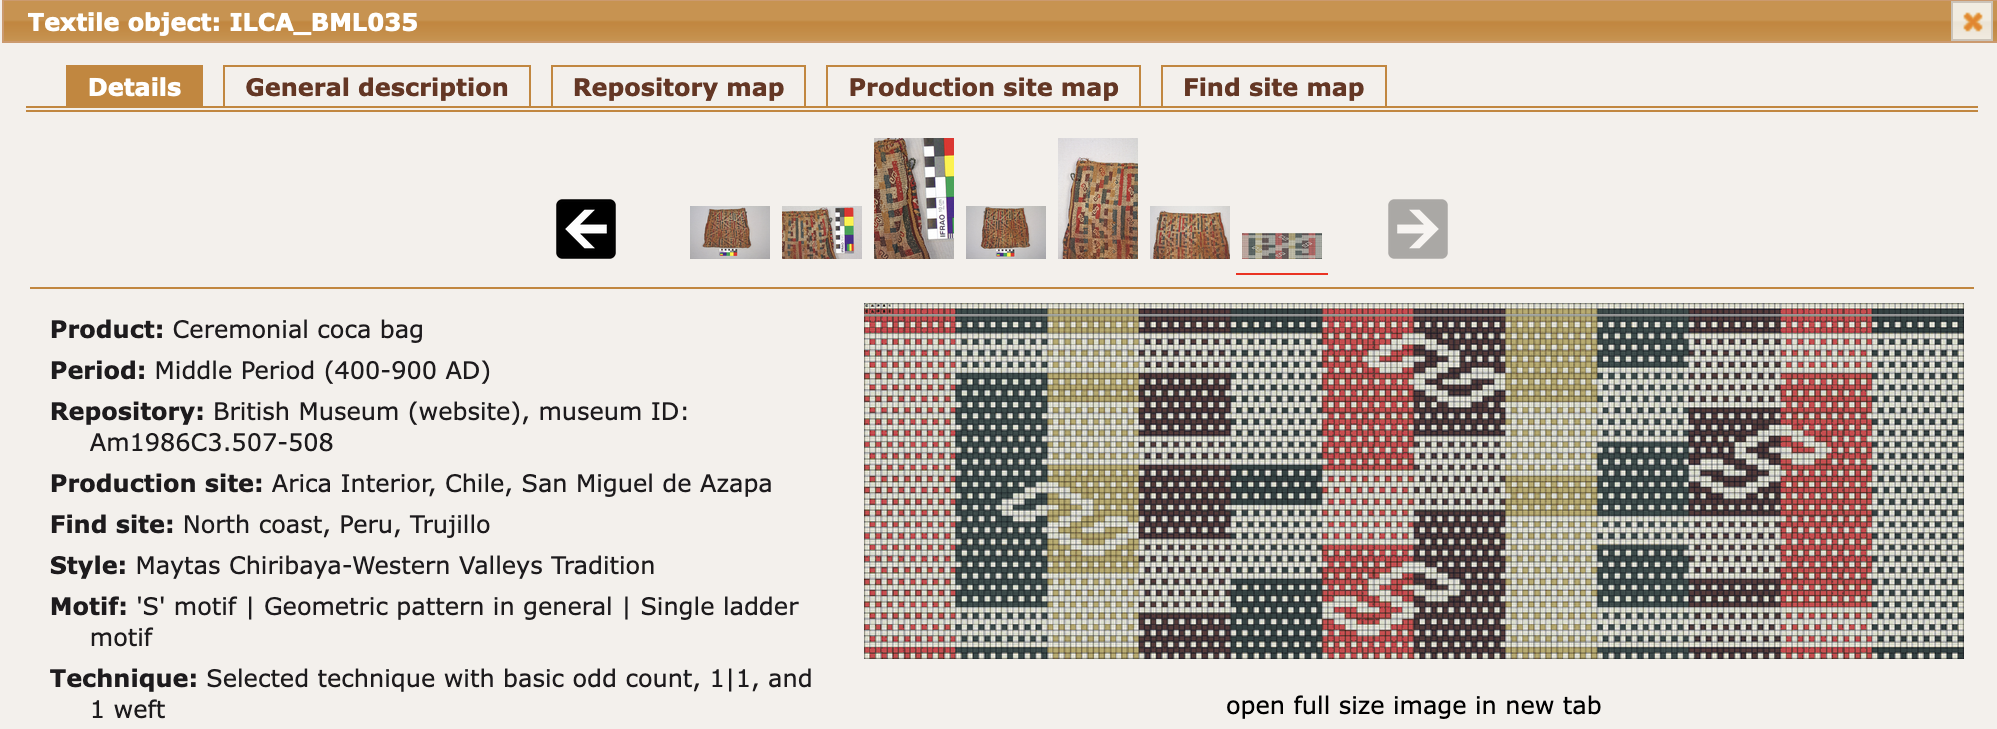 Textile object: ILCA_BML035
Details
General description
Repository map
Production site map
Find site map
IFRAO
Product: Ceremonial coca bag
Period: Middle Period (400-900 AD)
Repository: British Museum (website), museum ID:
Am1986C3.507-508
Production site: Arica Interior, Chile, San Miguel de Azapa
Find site: North coast, Peru, Trujillo
Style: Maytas Chiribaya-Western Valleys Tradition
Motif: 'S' motif | Geometric pattern in general | Single ladder
motif
Technique: Selected technique with basic odd count, 1|1, and
1 weft
open full size image in new tab